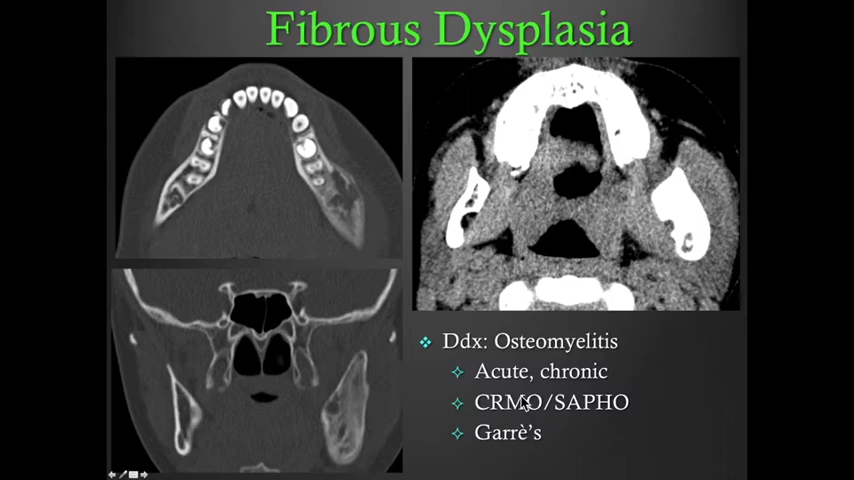 Fibrous Dysplasia
Ddx: Osteomyelitis
Acute, chronic
CRMO/SAPHO
Garrè's